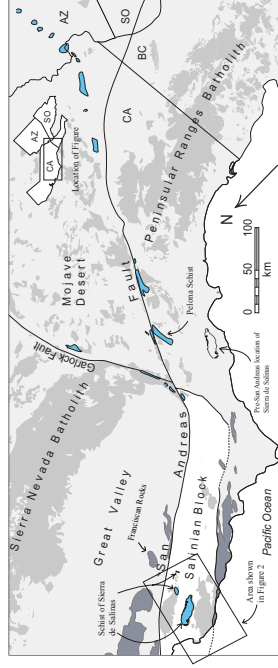 AZ
SO
AZ
SO
CA
Location of Figure
BC
CA
Peninsular Ranges Batholith
Mojave
Desert
Garlock Fault
Fault
Pelona Schist
N
0 50 100
km
Pre-San Andreas location of
Sierra de Salinas
Sierra Nevada Batholith
Great Valley
Franciscan Rocks
San
Andreas
Salinian Block
Schist of Sierra
de Salinas
Pacific Ocean
Area shown
in Figure 2